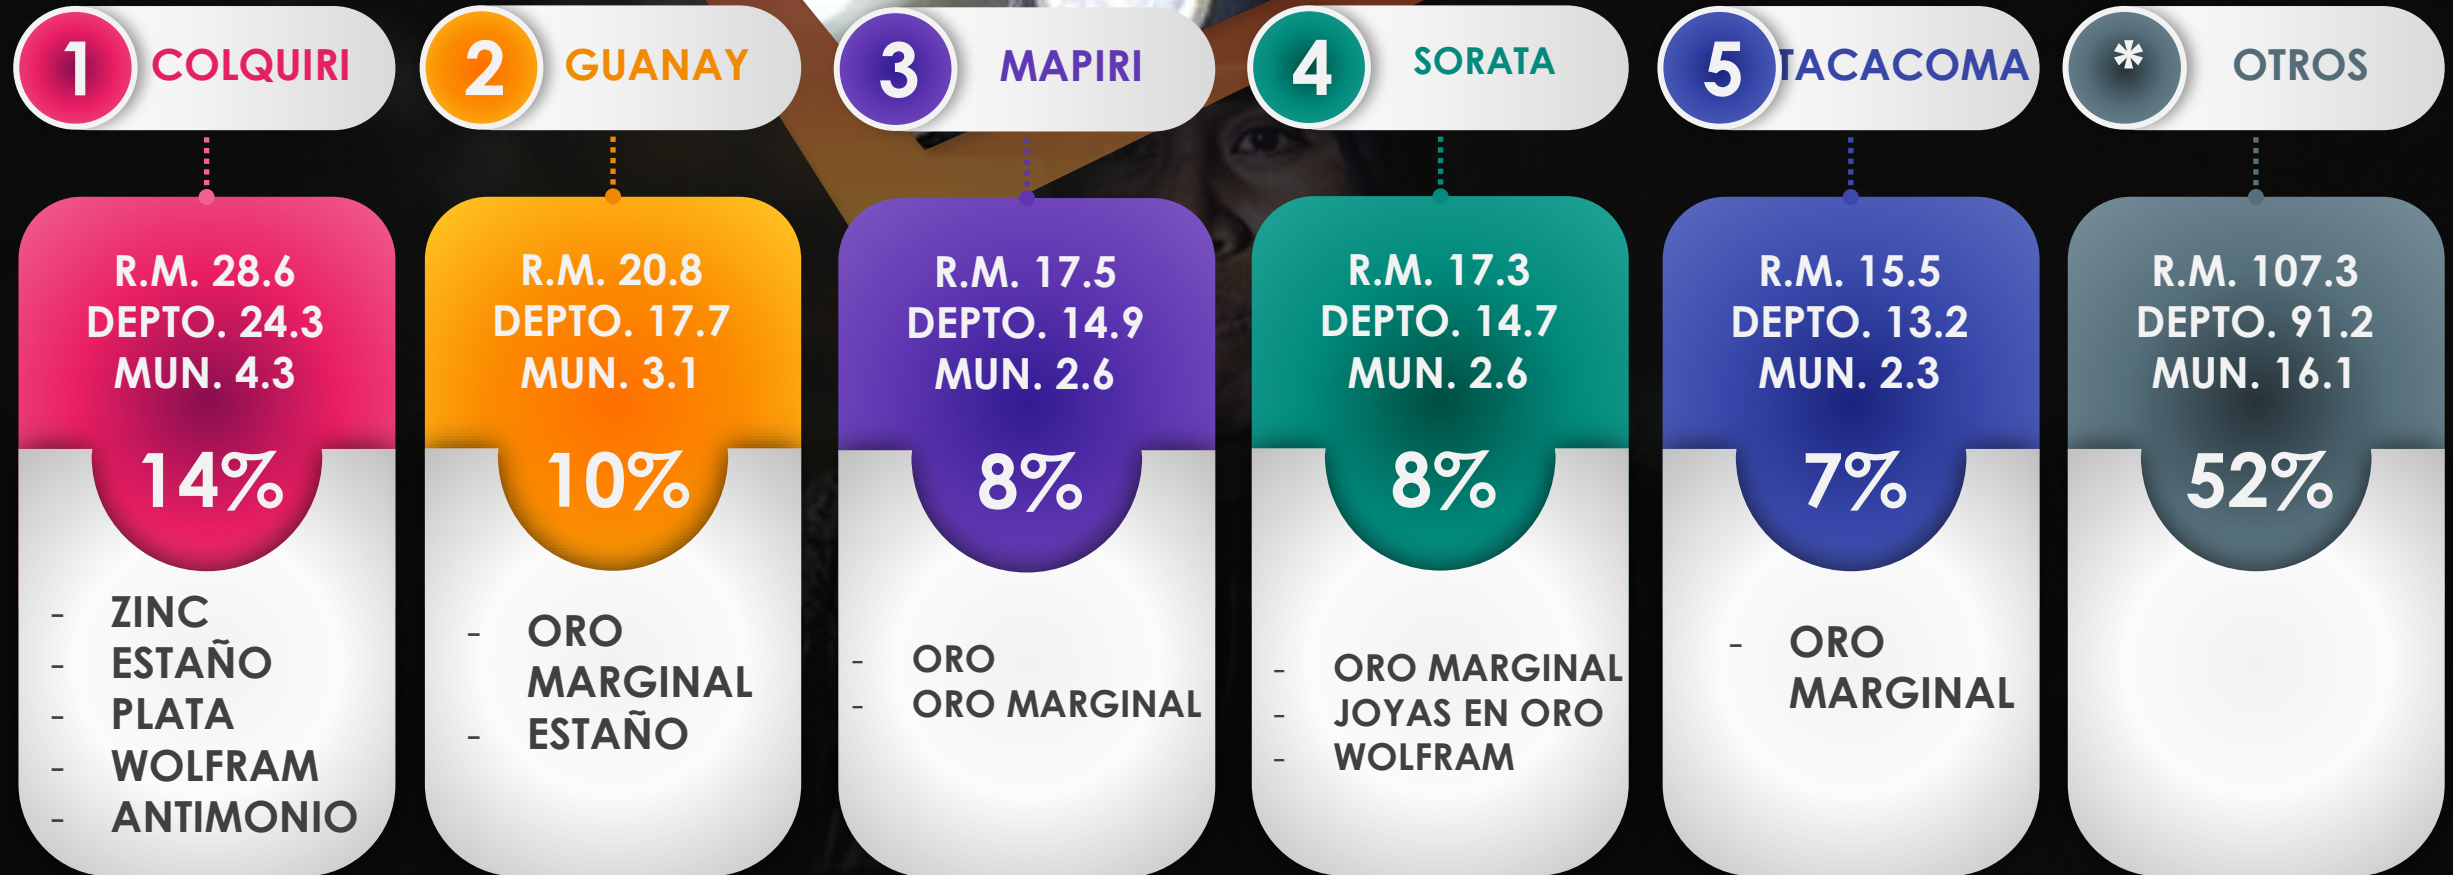 1 COLQUIRI
R.M. 28.6
DEPTO. 24.3
MUN. 4.3
14%
- ZINC
- ESTAÑO
- PLATA
- WOLFRAM
- ANTIMONIO
2 GUANAY
R.M. 20.8
DEPTO. 17.7
MUN. 3.1
10%
- ORO
MARGINAL
- ESTAÑO
3 MAPIRI
R.M. 17.5
DEPTO. 14.9
MUN. 2.6
8%
- ORO
- ORO MARGINAL
4 SORATA
R.M. 17.3
DEPTO. 14.7
MUN. 2.6
8%
- ORO MARGINAL
- JOYAS EN ORO
- WOLFRAM
5 TACACOMA
R.M. 15.5
DEPTO. 13.2
MUN. 2.3
7%
- ORO
MARGINAL
* OTROS
R.M. 107.3
DEPTO. 91.2
MUN. 16.1
52%